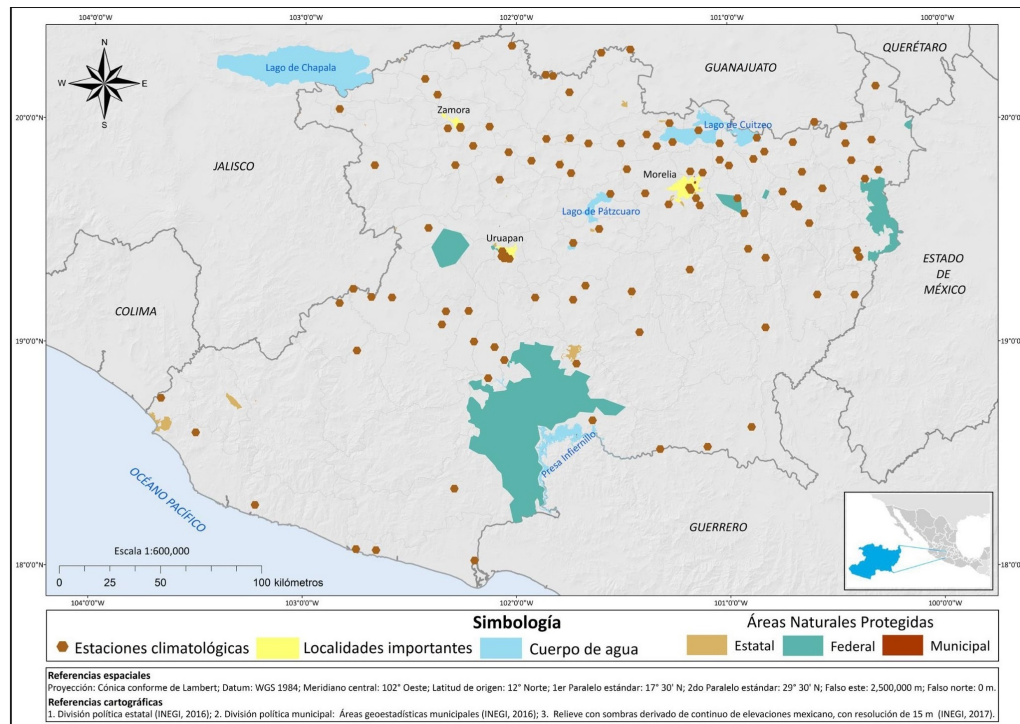 104°0'0"W
103°0'0"W
102°0'0"W
101°0'0"W
100°0'0"W
N
W E
S
QUERÉTARO
Lago de Chapala
GUANAJUATO
20°0'0"N
20°0'0"N
Zamora
Lago de Cuitzeo
JALISCO
Morelia
Lago de Pátzcuaro
Uruapan
ESTADO
DE
MÉXICO
COLIMA
19°0'0"N
19°0'0"N
Presa Infiernillo
OCÉANO PACÍFICO
GUERRERO
Escala 1:600,000
18°0'0"N
18°0'0"N
0 25 50 100 kilómetros
104°0'0"W
103°0'0"W
102°0'0"W
101°0'0"W
100°0'0"W
Simbología
Áreas Naturales Protegidas
Estaciones climatológicas
Localidades importantes
Cuerpo de agua
Estatal
Federal
Municipal
Referencias espaciales
Proyección: Cónica conforme de Lambert; Datum: WGS 1984; Meridiano central: 102° Oeste; Latitud de origen: 12° Norte; 1er Paralelo estándar: 17° 30' N; 2do Paralelo estándar: 29° 30' N; Falso este: 2,500,000 m; Falso norte: 0 m.
Referencias cartográficas
1. División política estatal (INEGI, 2016); 2. División política municipal: Áreas geoestadísticas municipales (INEGI, 2016); 3. Relieve con sombras derivado de continuo de elevaciones mexicano, con resolución de 15 m (INEGI, 2017).